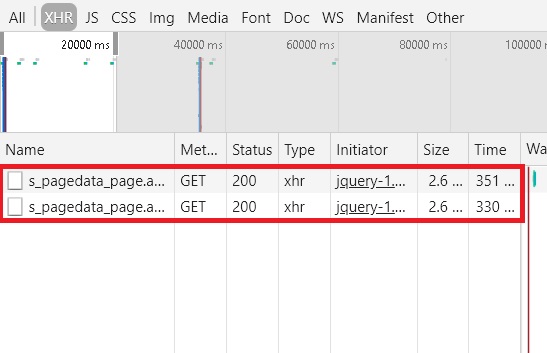 All XHR JS CSS Img Media Font Doc WS Manifest Other
20000 ms 40000 ms 60000 ms 80000 ms 100000 ms
Name Met... Status Type Initiator Size Time Wa
s_pagedata_page.a... GET 200 xhr jquery-1.... 2.6 ... 351 ...
s_pagedata_page.a... GET 200 xhr jquery-1.... 2.6 ... 330 ...